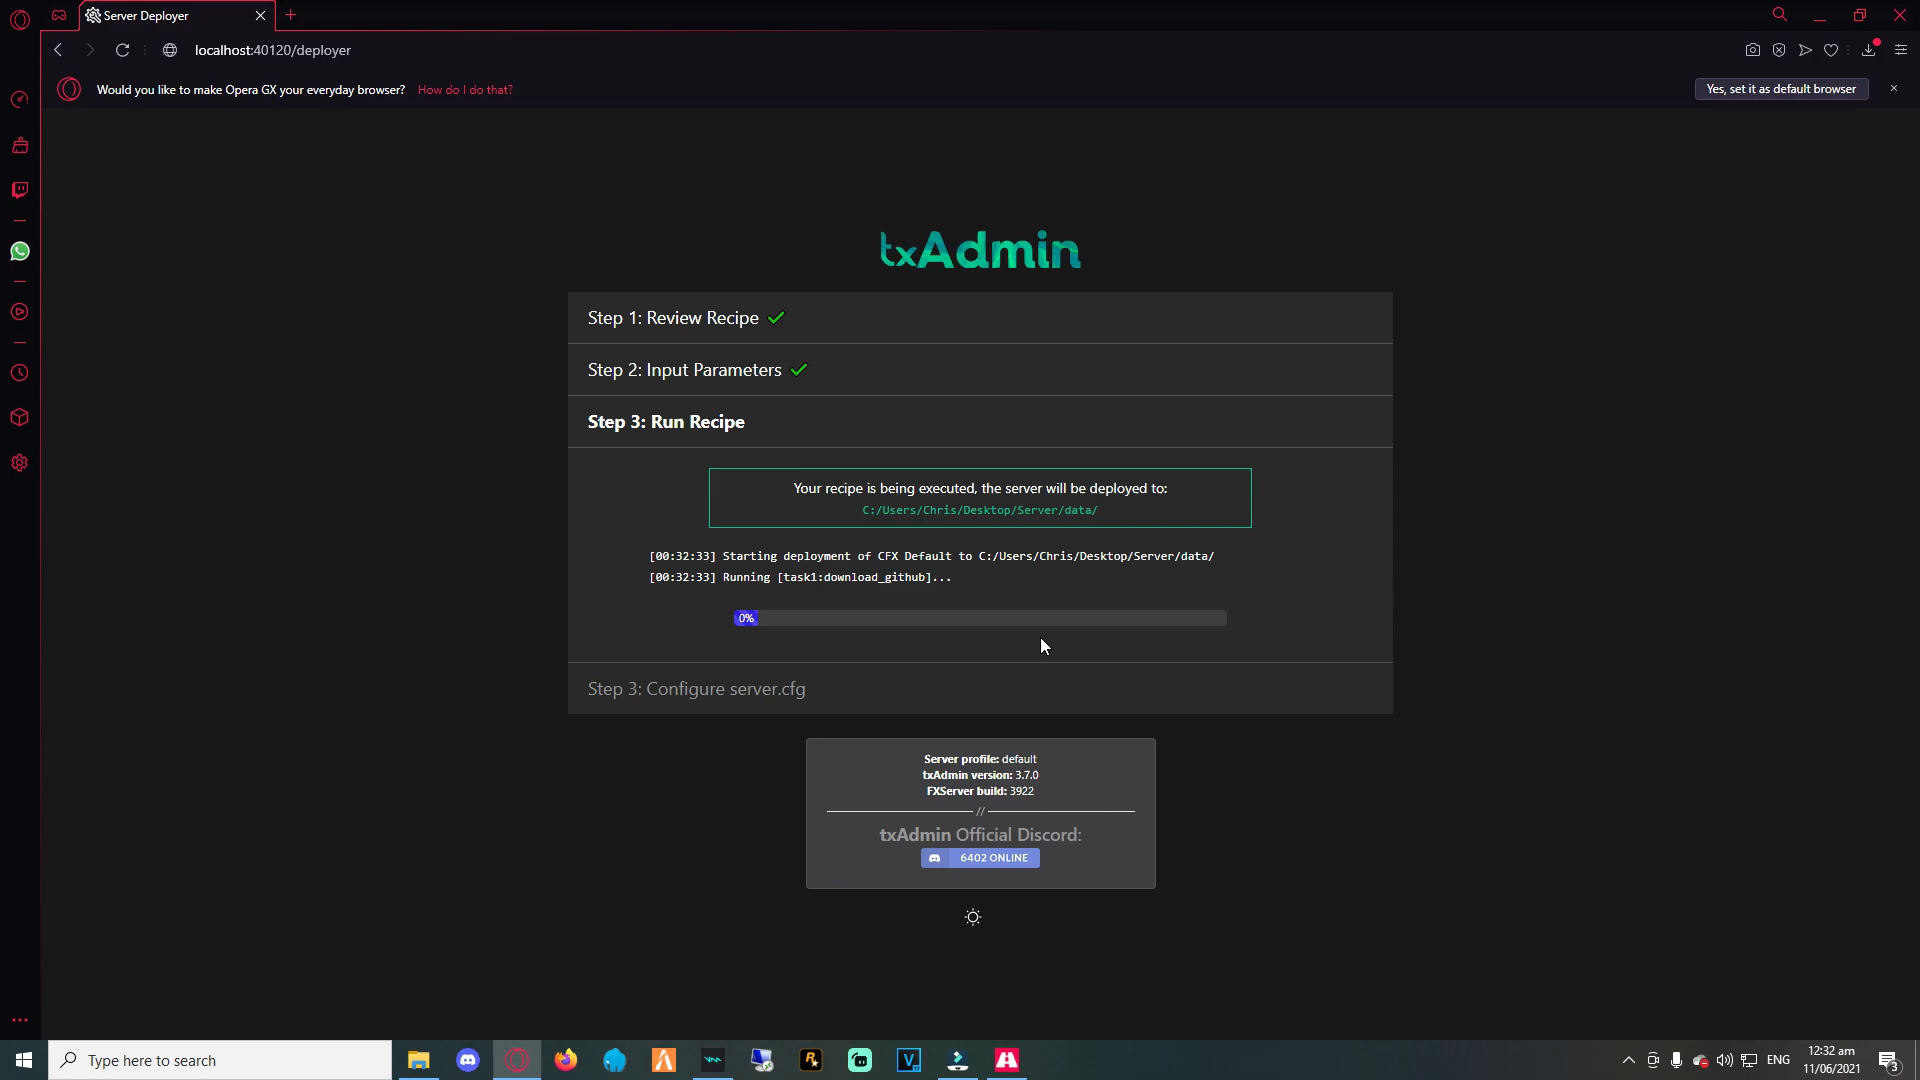 Server Deployer
localhost:40120/deployer
Would you like to make Opera GX your everyday browser? How do I do that?
Yes, set it as default browser
txAdmin
Step 1: Review Recipe
Step 2: Input Parameters
Step 3: Run Recipe
Your recipe is being executed, the server will be deployed to:
C:/Users/Chris/Desktop/Server/data/
[00:32:33] Starting deployment of CFX Default to C:/Users/Chris/Desktop/Server/data/
[00:32:33] Running [task1:download_github]...
0%
Step 3: Configure server.cfg
Server profile: default
txAdmin version: 3.7.0
FXServer build: 3922
//
txAdmin Official Discord:
6402 ONLINE
Type here to search
ENG
12:32 am
11/06/2021
3